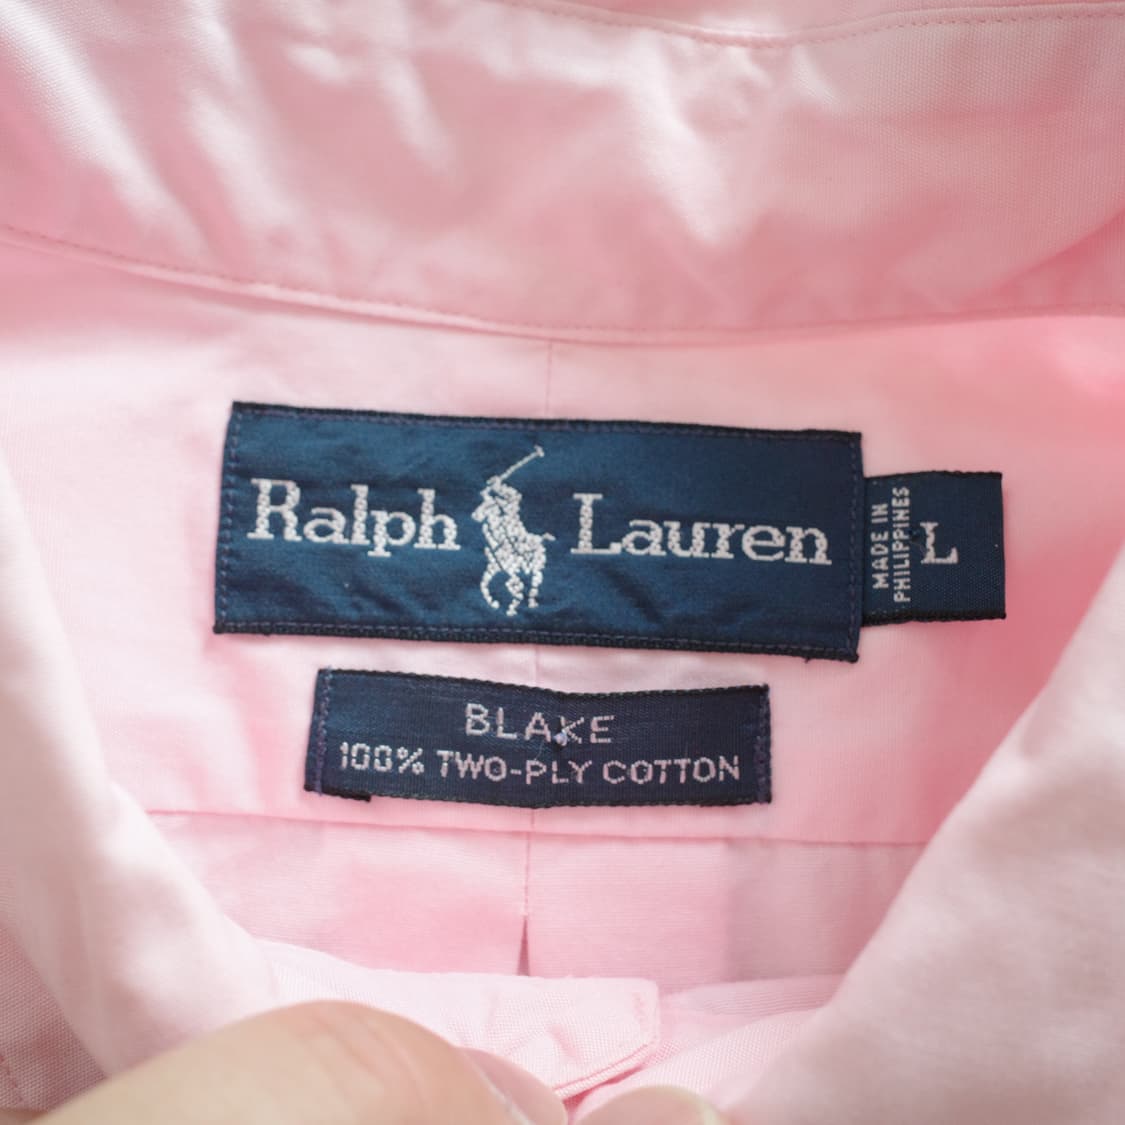 Ralph Lauren
MADE IN
PHILIPPINES
L
BLAKE
100% TWO-PLY COTTON